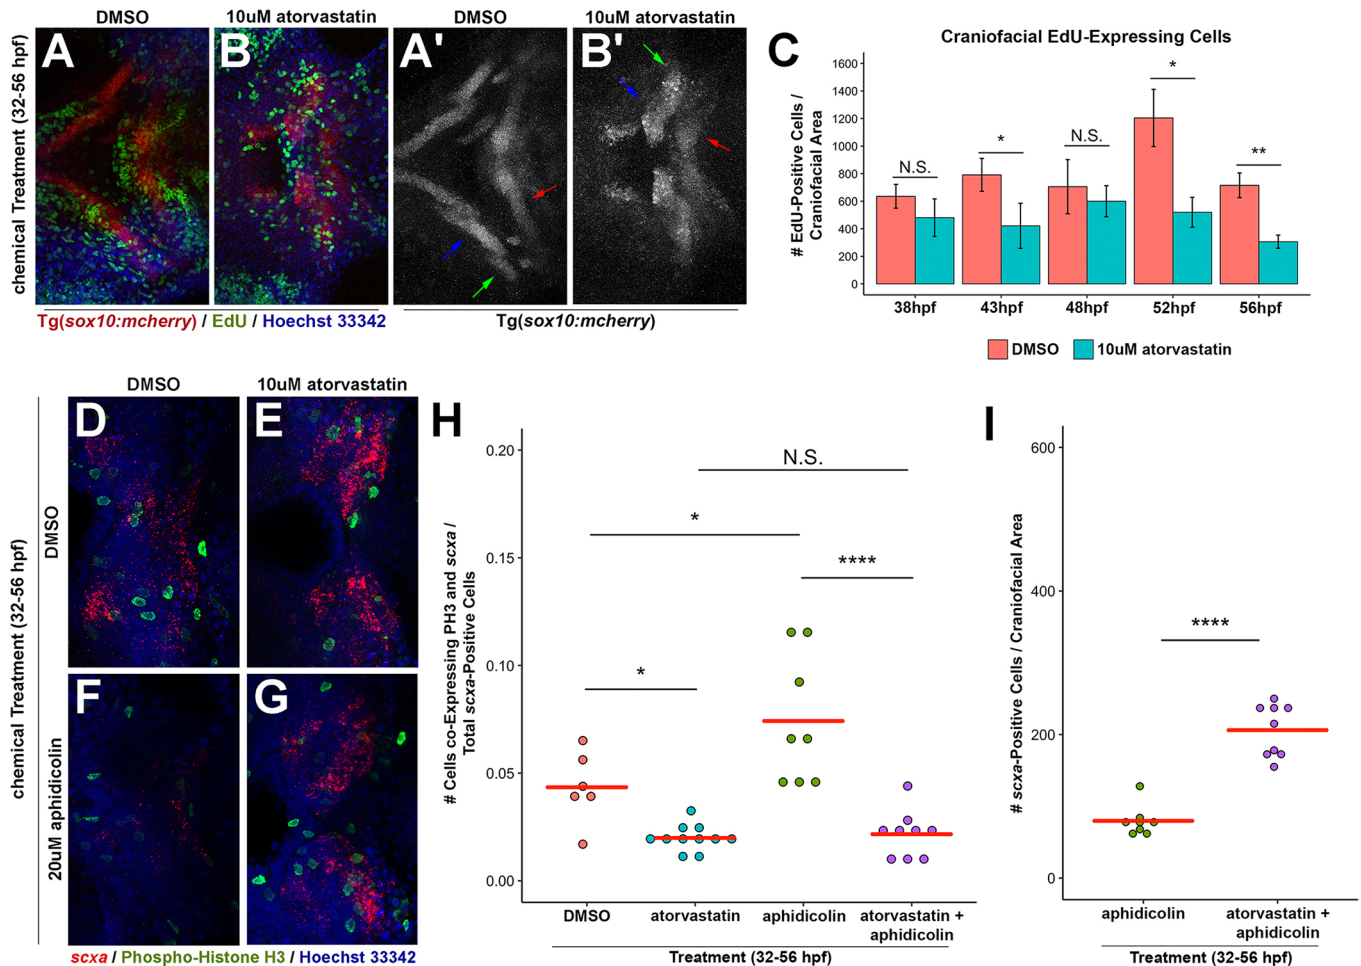 DMSO
10uM atorvastatin
DMSO
10uM atorvastatin
chemical Treatment (32-56 hpf)
A
B
A'
B'
Tg(sox10:mcherry) / EdU / Hoechst 33342
Tg(sox10:mcherry)
C
Craniofacial EdU-Expressing Cells
# EdU-Positive Cells /
Craniofacial Area
1600
1400
1200
1000
800
600
400
200
0
N.S.
*
N.S.
*
**
38hpf
43hpf
48hpf
52hpf
56hpf
DMSO
10uM atorvastatin
DMSO
10uM atorvastatin
chemical Treatment (32-56 hpf)
DMSO
20uM aphidicolin
D
E
F
G
scxa / Phospho-Histone H3 / Hoechst 33342
H
# Cells co-Expressing PH3 and scxa /
Total scxa-Positive Cells
0.20
0.15
0.10
0.05
0.00
N.S.
*
****
*
DMSO
atorvastatin
aphidicolin
atorvastatin +
aphidicolin
Treatment (32-56 hpf)
I
# scxa-Positive Cells / Craniofacial Area
600
400
200
0
****
aphidicolin
atorvastatin +
aphidicolin
Treatment (32-56 hpf)